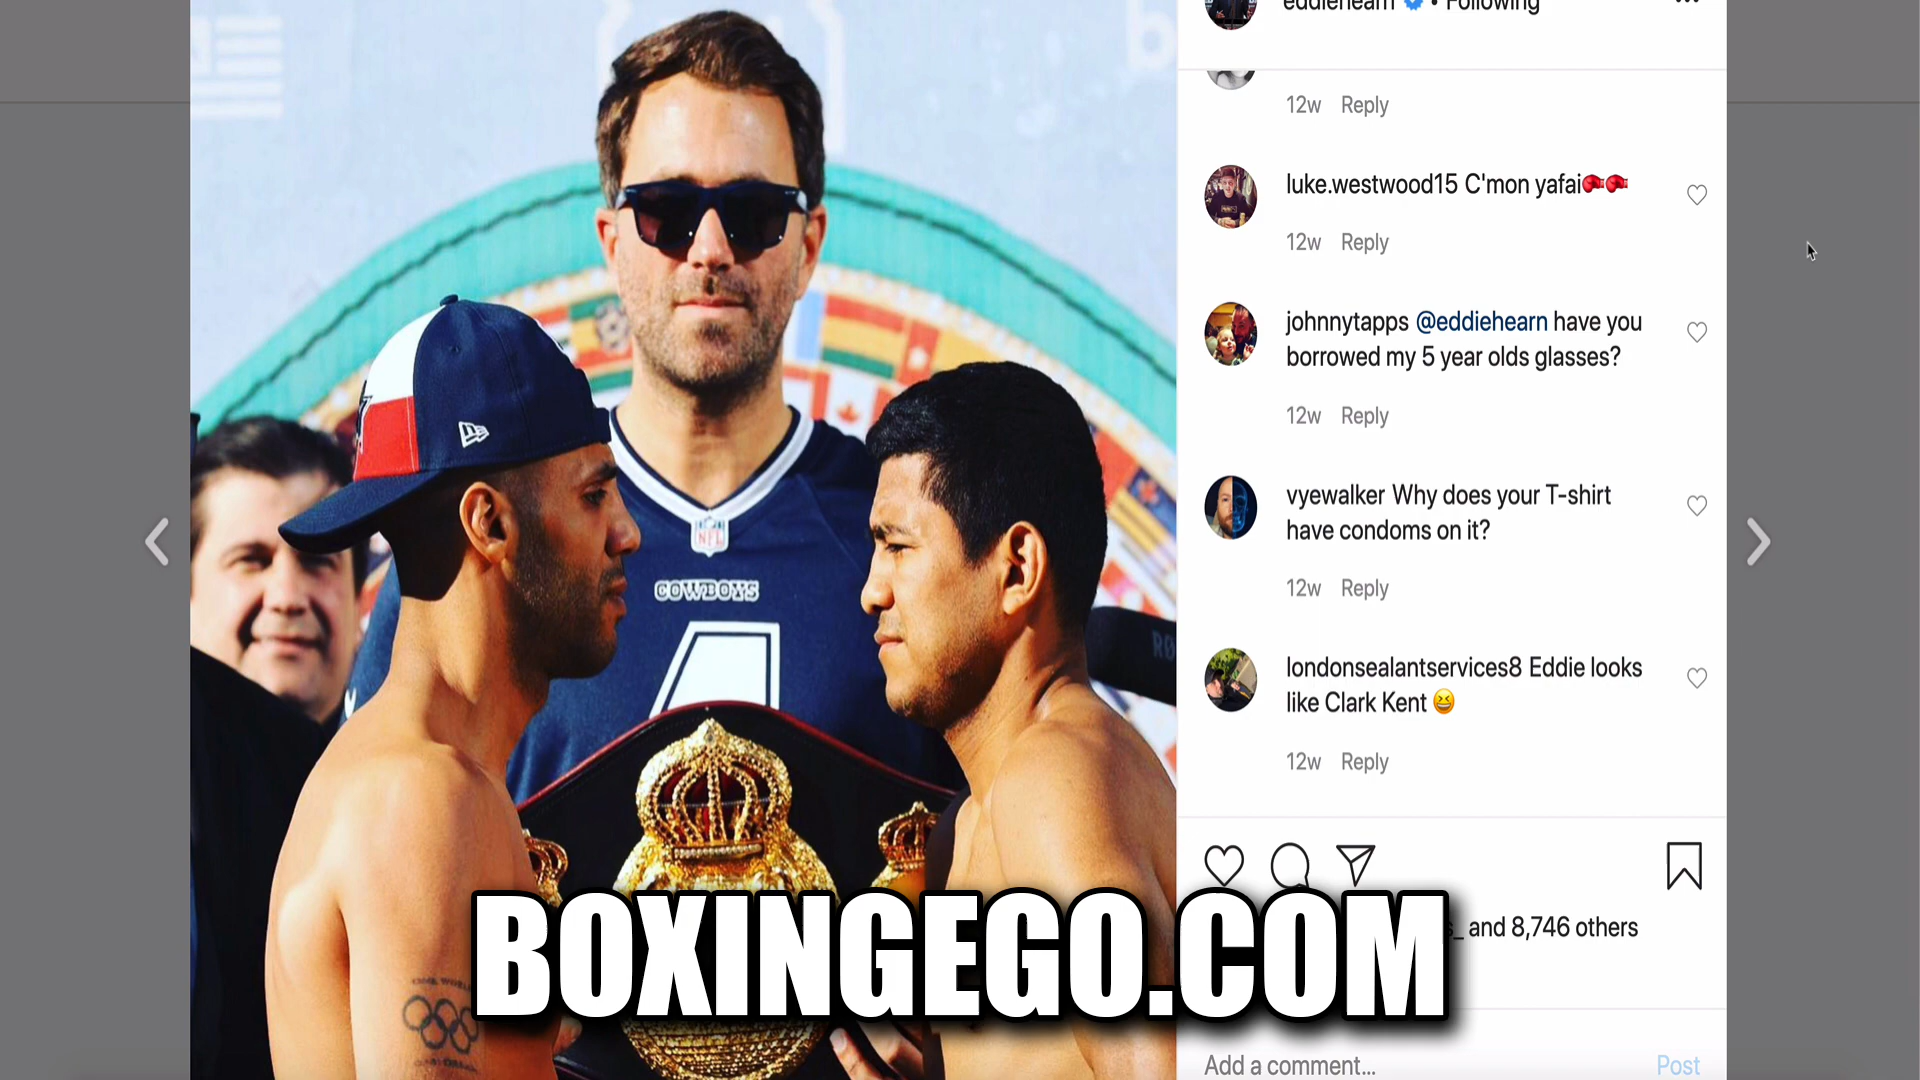 eddiehearn • Following
12w Reply
luke.westwood15 C'mon yafai
12w Reply
johnnytapps @eddiehearn have you
borrowed my 5 year olds glasses?
12w Reply
vyewalker Why does your T-shirt
have condoms on it?
12w Reply
londonsealantservices8 Eddie looks
like Clark Kent
12w Reply
and 8,746 others
Add a comment... Post
NFL
COWBOYS
4
BOXINGEGO.COM